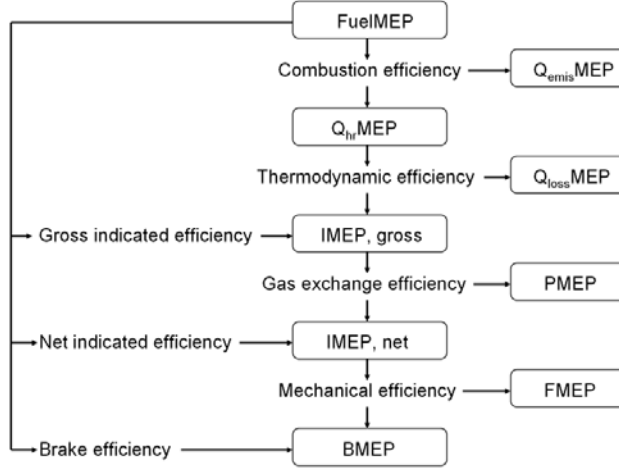 FuelMEP
Combustion efficiency
QemisMEP
QhrMEP
Thermodynamic efficiency
QlossMEP
Gross indicated efficiency
IMEP, gross
Gas exchange efficiency
PMEP
Net indicated efficiency
IMEP, net
Mechanical efficiency
FMEP
Brake efficiency
BMEP